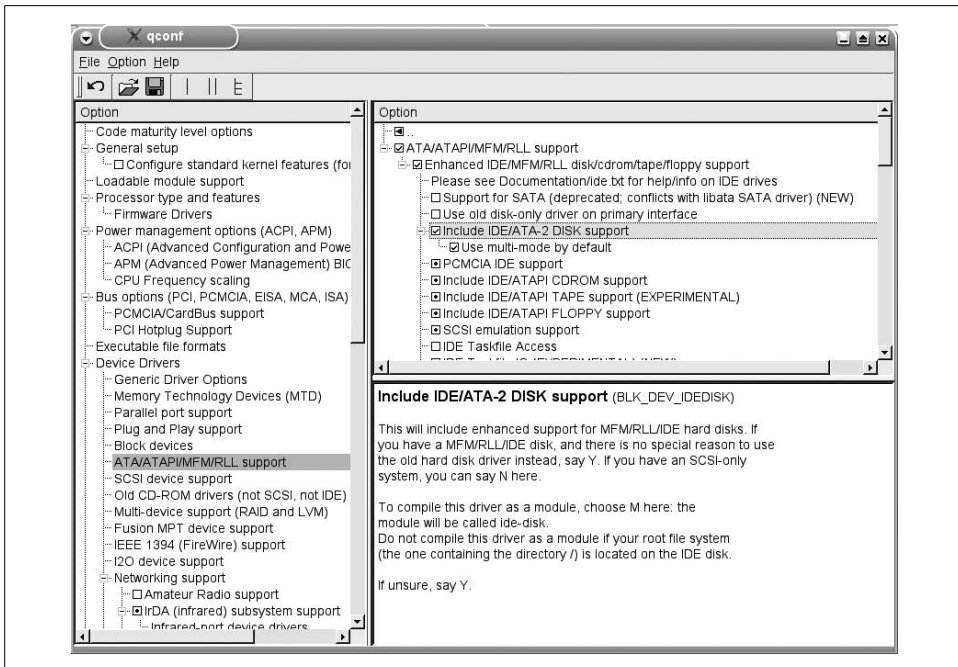 qconf
File Option Help
Option
Code maturity level options
General setup
Configure standard kernel features (for
Loadable module support
Processor type and features
Firmware Drivers
Power management options (ACPI, APM)
ACPI (Advanced Configuration and Powe
APM (Advanced Power Management) BIO
CPU Frequency scaling
Bus options (PCI, PCMCIA, EISA, MCA, ISA)
PCMCIA/CardBus support
PCI Hotplug Support
Executable file formats
Device Drivers
Generic Driver Options
Memory Technology Devices (MTD)
Parallel port support
Plug and Play support
Block devices
ATA/ATAPI/MFM/RLL support
SCSI device support
Old CD-ROM drivers (not SCSI, not IDE)
Multi-device support (RAID and LVM)
Fusion MPT device support
IEEE 1394 (FireWire) support
I2O device support
Networking support
Amateur Radio support
IrDA (infrared) subsystem support
Infrared-port device drivers
Option
..
ATA/ATAPI/MFM/RLL support
Enhanced IDE/MFM/RLL disk/cdrom/tape/floppy support
Please see Documentation/ide.txt for help/info on IDE drives
Support for SATA (deprecated; conflicts with libata SATA driver) (NEW)
Use old disk-only driver on primary interface
Include IDE/ATA-2 DISK support
Use multi-mode by default
PCMCIA IDE support
Include IDE/ATAPI CDROM support
Include IDE/ATAPI TAPE support (EXPERIMENTAL)
Include IDE/ATAPI FLOPPY support
SCSI emulation support
IDE Taskfile Access
Include IDE/ATA-2 DISK support (BLK_DEV_IDEDISK)
This will include enhanced support for MFM/RLL/IDE hard disks. If
you have a MFM/RLL/IDE disk, and there is no special reason to use
the old hard disk driver instead, say Y. If you have an SCSI-only
system, you can say N here.
To compile this driver as a module, choose M here: the
module will be called ide-disk.
Do not compile this driver as a module if your root file system
(the one containing the directory /) is located on the IDE disk.
If unsure, say Y.